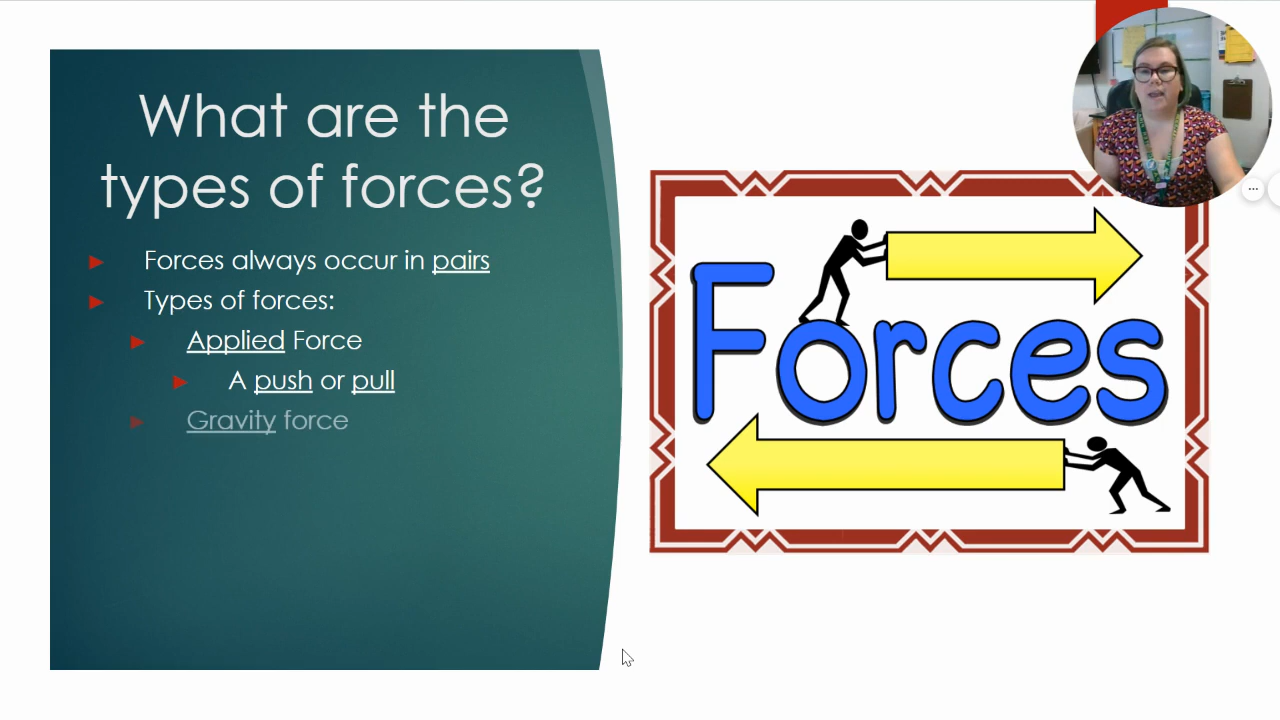 What are the
types of forces?
Forces always occur in pairs
Types of forces:
Applied Force
A push or pull
Gravity force
Forces